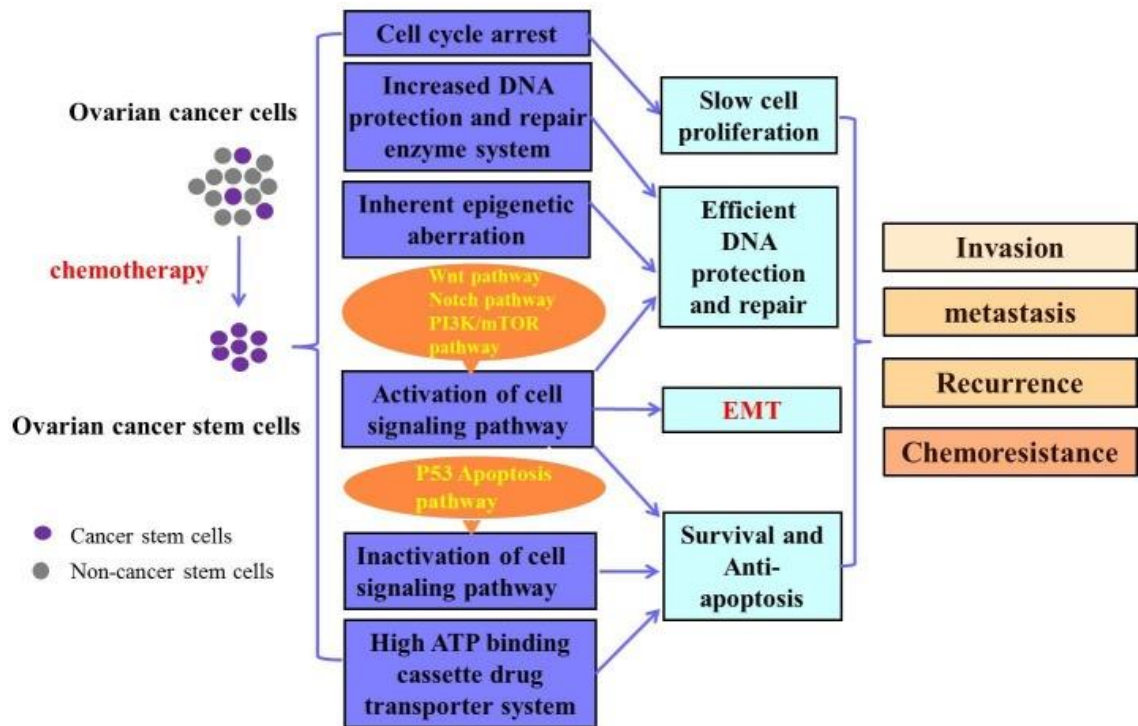 Ovarian cancer cells
chemotherapy
Ovarian cancer stem cells
Cancer stem cells
Non-cancer stem cells
Cell cycle arrest
Increased DNA
protection and repair
enzyme system
Inherent epigenetic
aberration
Wnt pathway
Notch pathway
PI3K/mTOR
pathway
Activation of cell
signaling pathway
P53 Apoptosis
pathway
Inactivation of cell
signaling pathway
High ATP binding
cassette drug
transporter system
Slow cell
proliferation
Efficient
DNA
protection
and repair
EMT
Survival and
Anti-
apoptosis
Invasion
metastasis
Recurrence
Chemoresistance